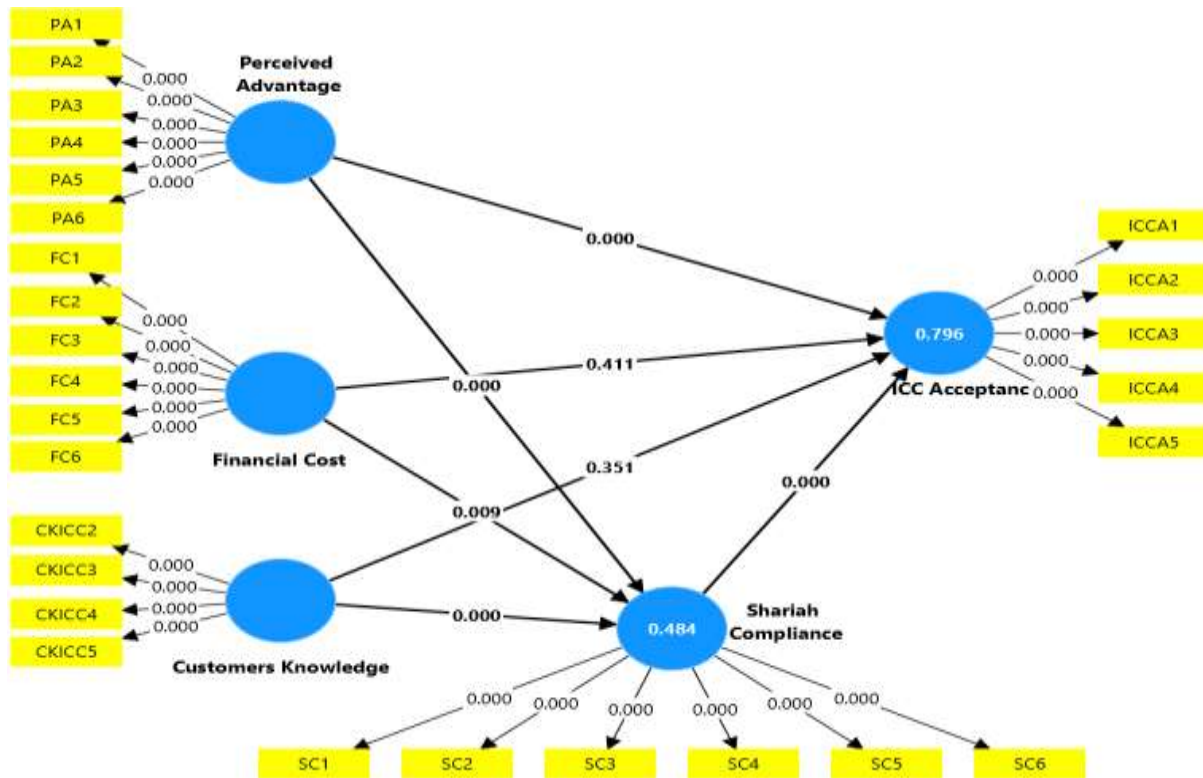 PA1
PA2
PA3
PA4
PA5
PA6
0.000
0.000
0.000
0.000
0.000
0.000
Perceived
Advantage
FC1
FC2
FC3
FC4
FC5
FC6
0.000
0.000
0.000
0.000
0.000
0.000
Financial Cost
CKICC2
CKICC3
CKICC4
CKICC5
0.000
0.000
0.000
0.000
Customers Knowledge
0.000
0.000
0.411
0.009
0.351
0.000
0.000
0.796
ICC Acceptanc
0.000
0.000
0.000
0.000
0.000
ICCA1
ICCA2
ICCA3
ICCA4
ICCA5
0.484
Shariah
Compliance
0.000
0.000
0.000
0.000
0.000
0.000
SC1
SC2
SC3
SC4
SC5
SC6